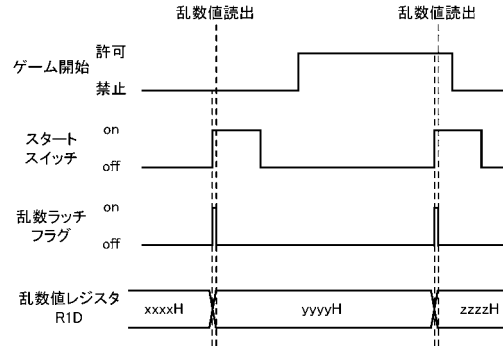 乱数値読出 乱数値読出
ゲーム開始
許可
禁止
スタート
スイッチ
on
off
乱数ラッチ
フラグ
on
off
乱数値レジスタ
R1D
xxxxH yyyyH zzzzH